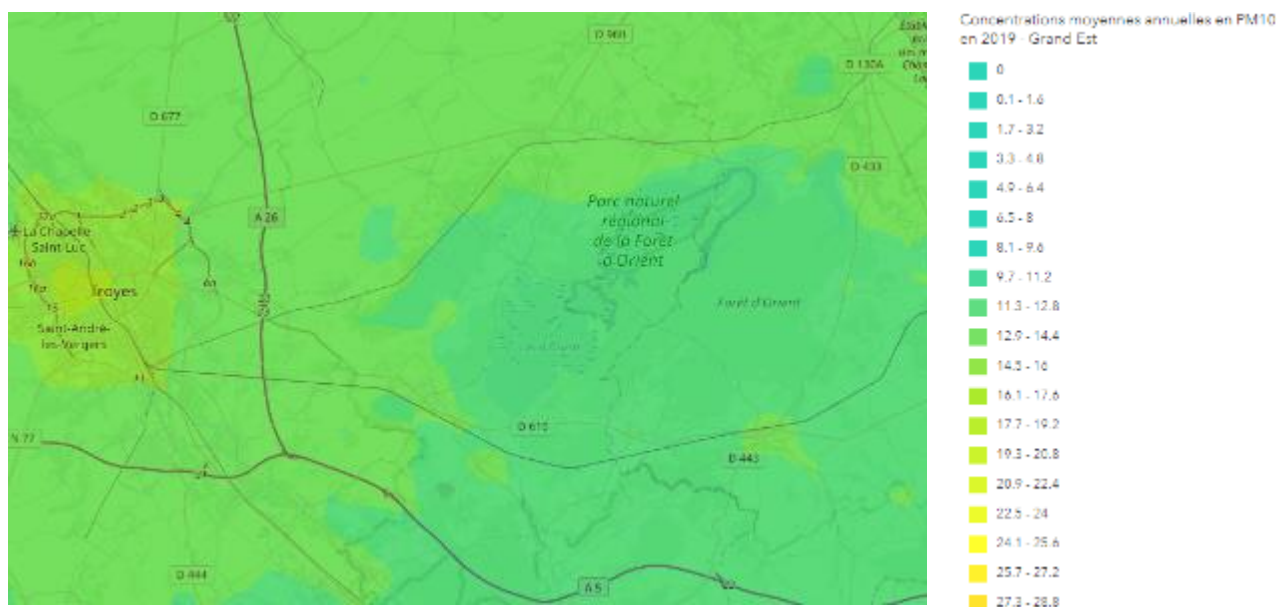 D 960
D 130A
D 677
D 433
Parc naturel
régional
de la Forêt
d'Orient
A 26
La Chapelle
Saint-Luc
Troyes
Forêt d'Orient
Saint-André-
les-Vergers
D 610
N 77
D 443
D 444
A 5
Concentrations moyennes annuelles en PM10
en 2019 - Grand Est
0
0.1 - 1.6
1.7 - 3.2
3.3 - 4.8
4.9 - 6.4
6.5 - 8
8.1 - 9.6
9.7 - 11.2
11.3 - 12.8
12.9 - 14.4
14.5 - 16
16.1 - 17.6
17.7 - 19.2
19.3 - 20.8
20.9 - 22.4
22.5 - 24
24.1 - 25.6
25.7 - 27.2
27.3 - 28.8